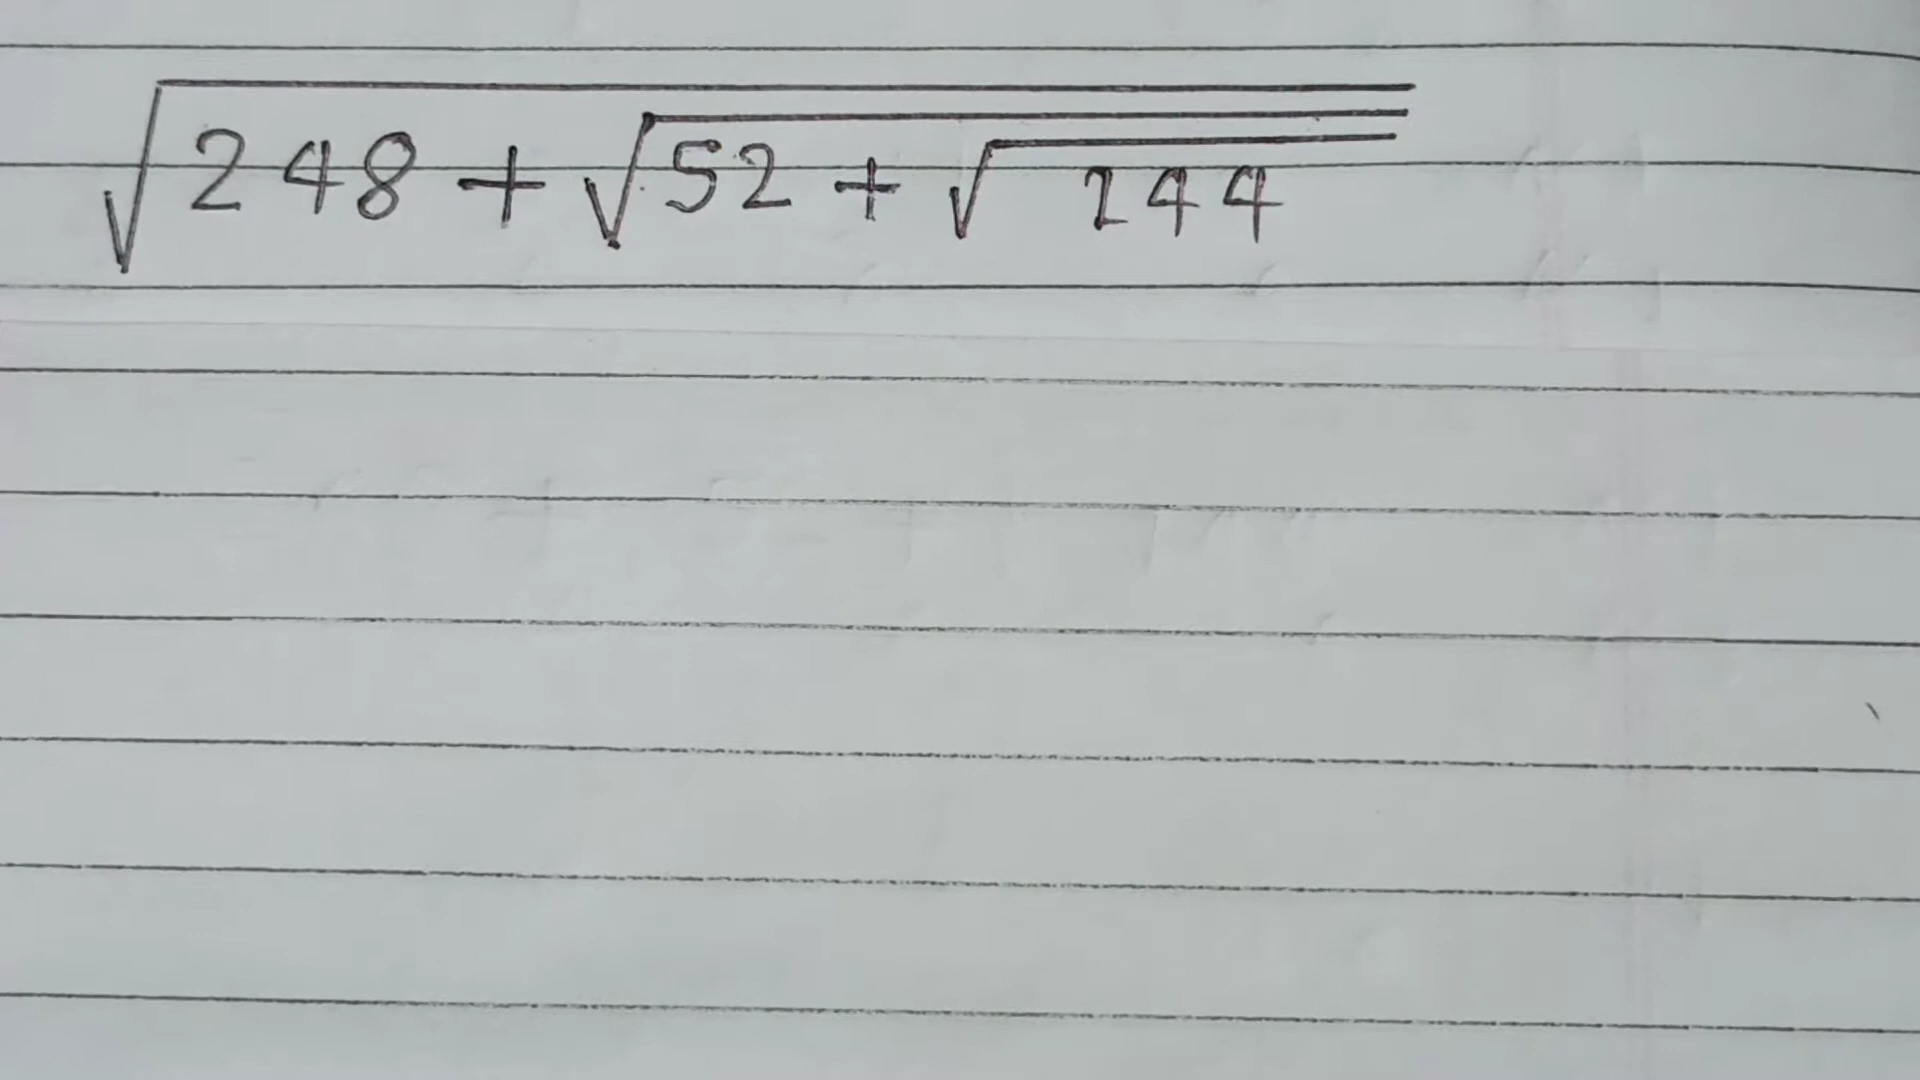 √248 + √52 + √144